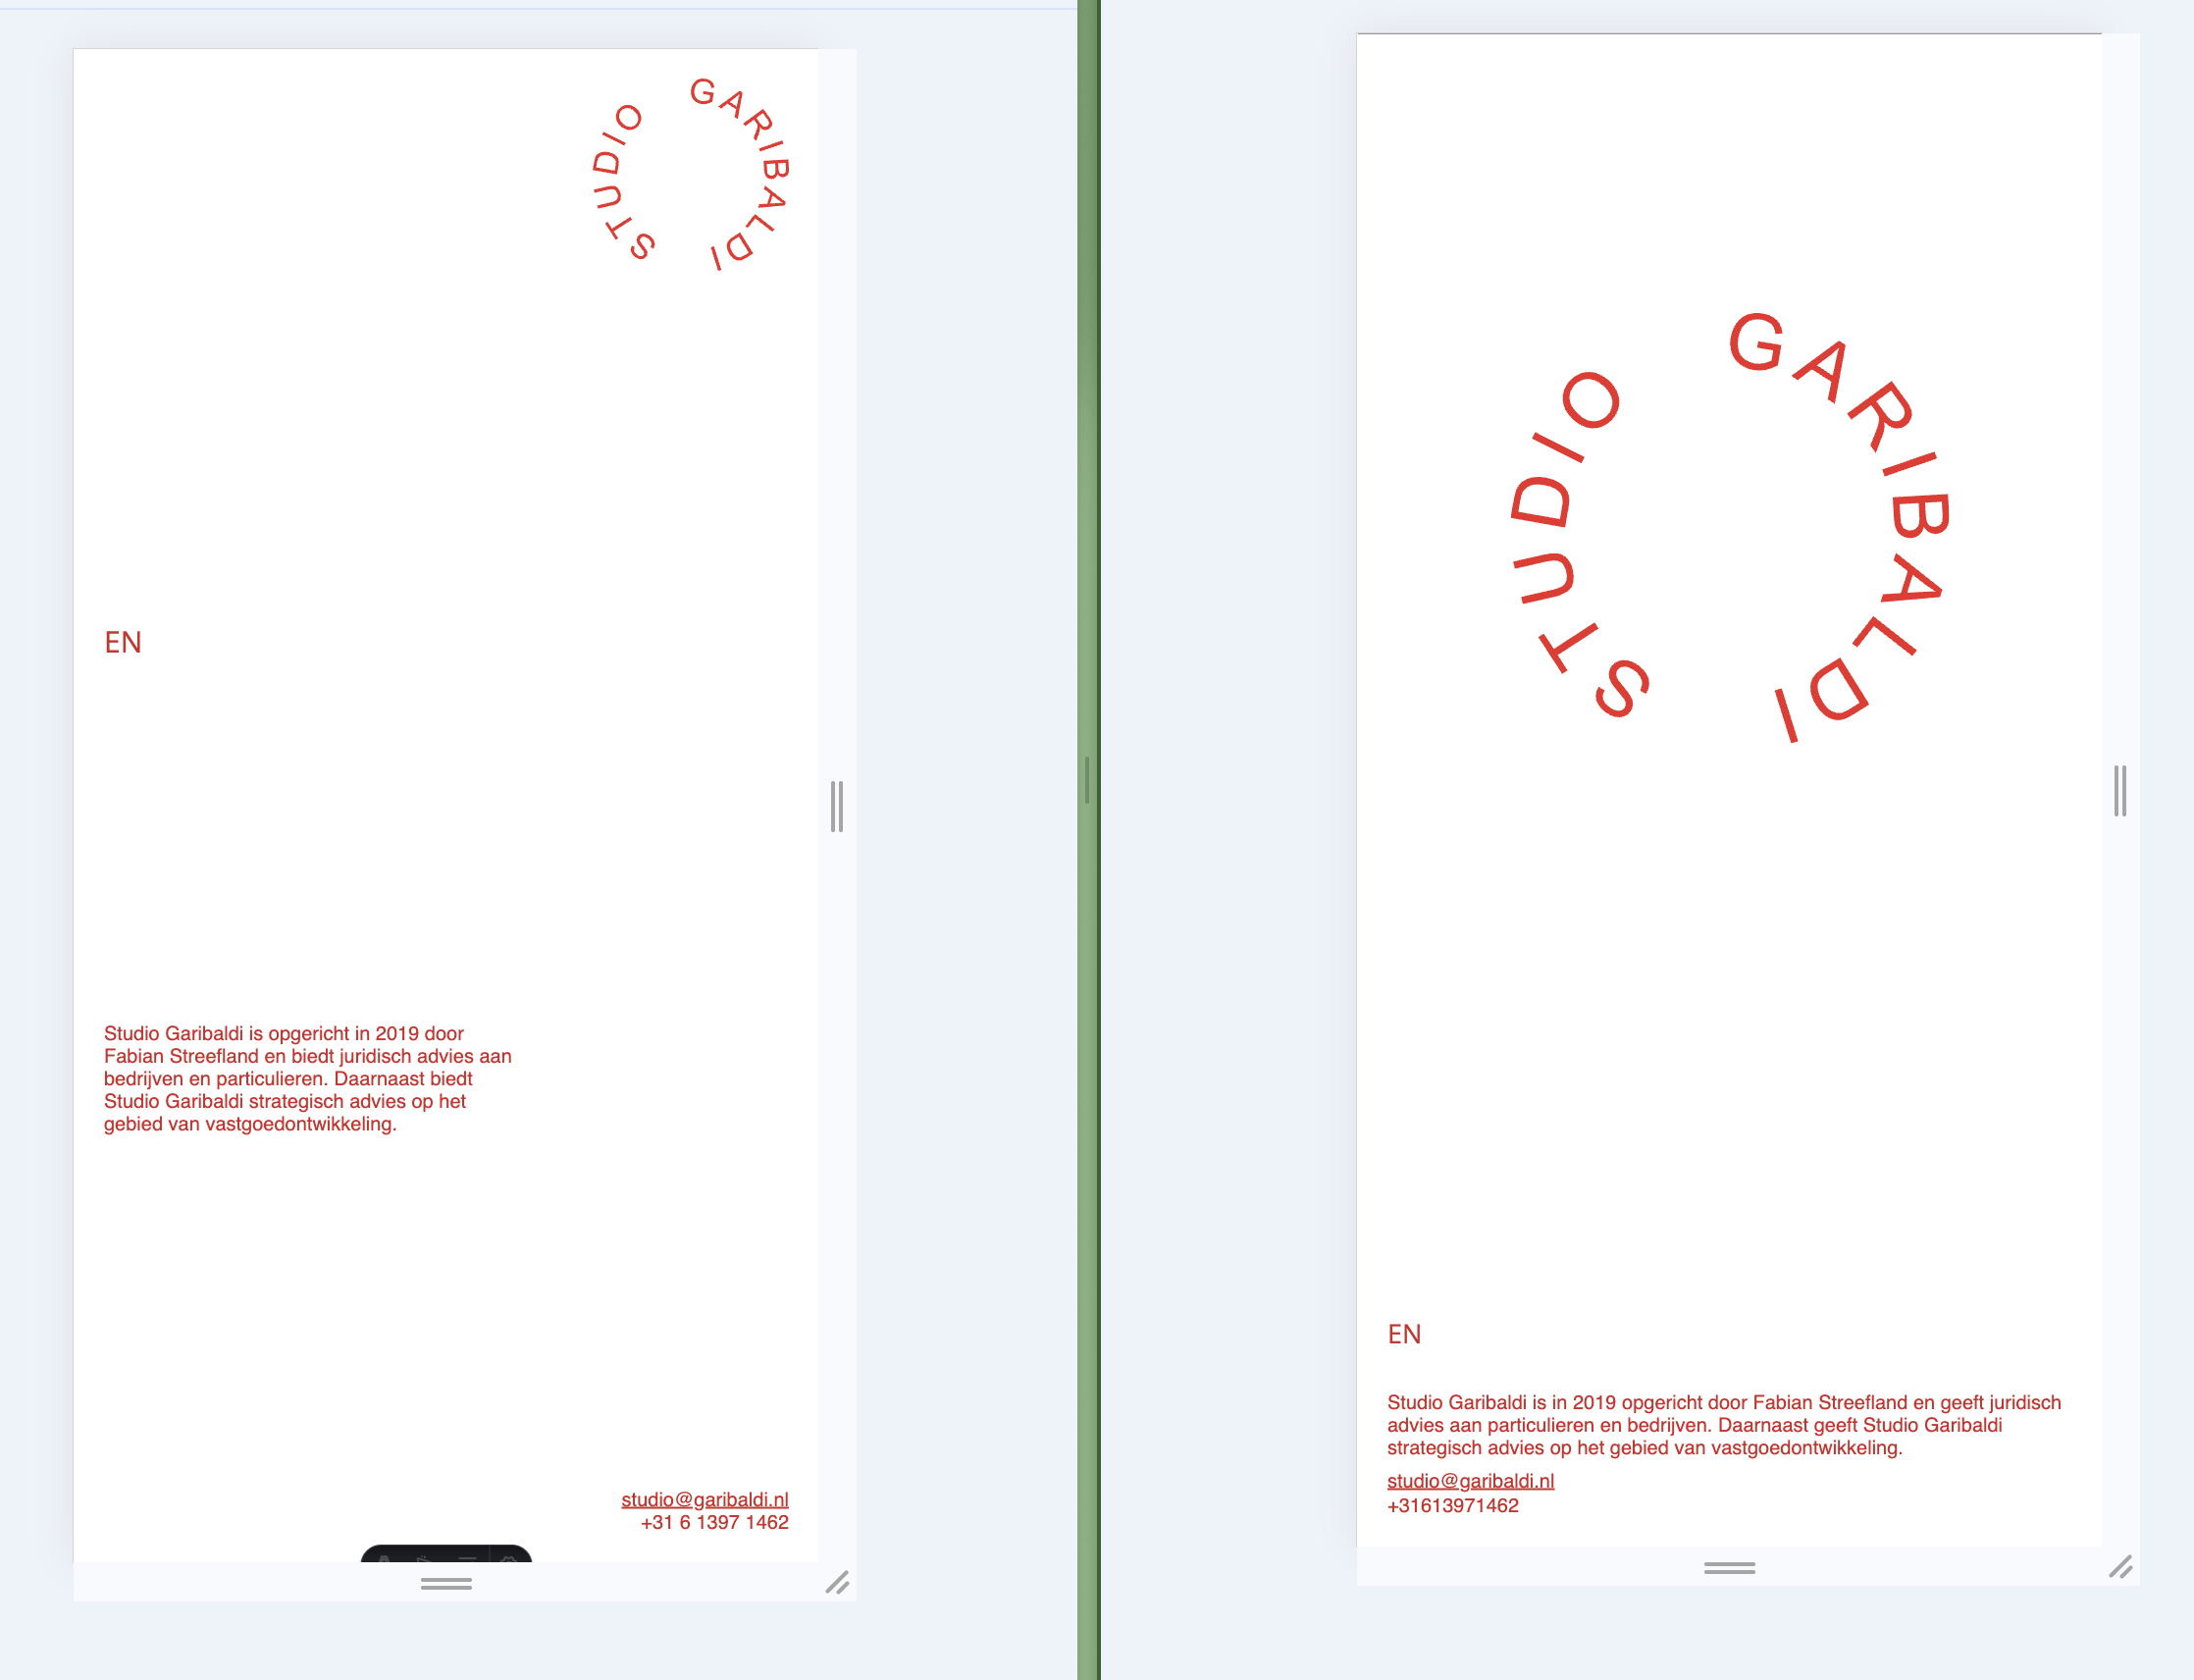 STUDIO GARIBALDI
EN
Studio Garibaldi is opgericht in 2019 door
Fabian Streefland en biedt juridisch advies aan
bedrijven en particulieren. Daarnaast biedt
Studio Garibaldi strategisch advies op het
gebied van vastgoedontwikkeling.
studio@garibaldi.nl
+31 6 1397 1462
STUDIO GARIBALDI
EN
Studio Garibaldi is in 2019 opgericht door Fabian Streefland en geeft juridisch
advies aan particulieren en bedrijven. Daarnaast geeft Studio Garibaldi
strategisch advies op het gebied van vastgoedontwikkeling.
studio@garibaldi.nl
+31613971462